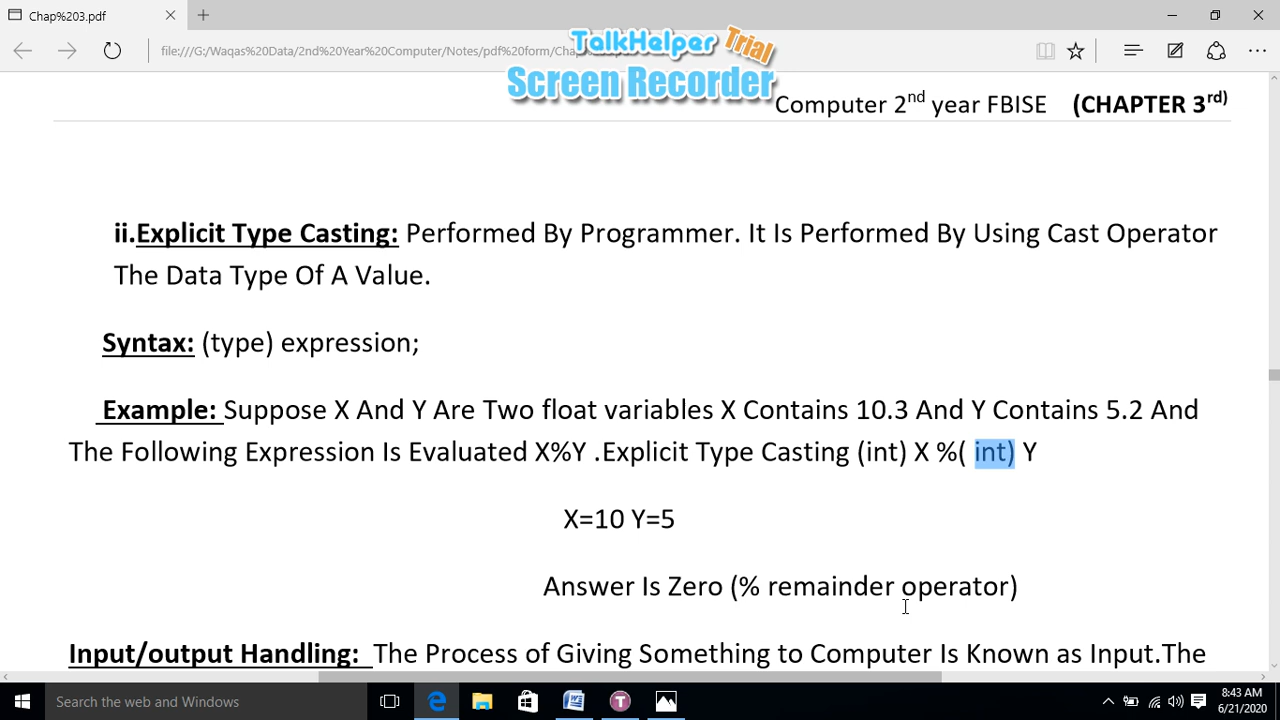 Chap%203.pdf
file:///G:/Waqas%20Data/2nd%20Year%20Computer/Notes/pdf%20form/Cha
TalkHelper Trial
Screen Recorder
Computer 2nd year FBISE (CHAPTER 3rd)
ii.Explicit Type Casting: Performed By Programmer. It Is Performed By Using Cast Operator
The Data Type Of A Value.
Syntax: (type) expression;
Example: Suppose X And Y Are Two float variables X Contains 10.3 And Y Contains 5.2 And
The Following Expression Is Evaluated X%Y .Explicit Type Casting (int) X %( int) Y
X=10 Y=5
Answer Is Zero (% remainder operator)
Input/output Handling: The Process of Giving Something to Computer Is Known as Input.The
Search the web and Windows
8:43 AM
6/21/2020